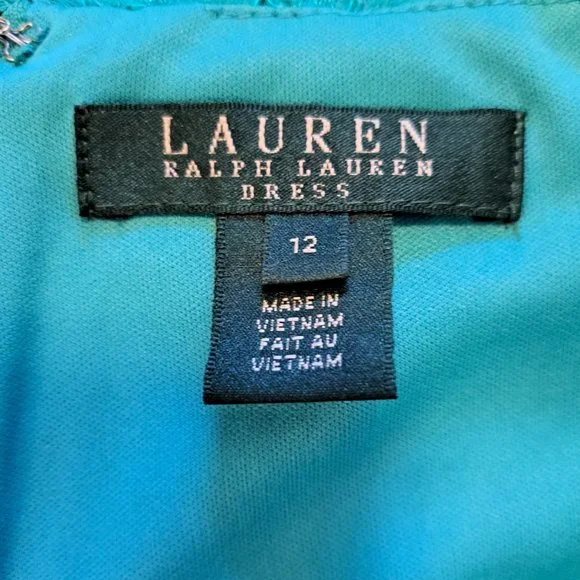 LAUREN
RALPH LAUREN
DRESS
12
MADE IN
VIETNAM
FAIT AU
VIETNAM